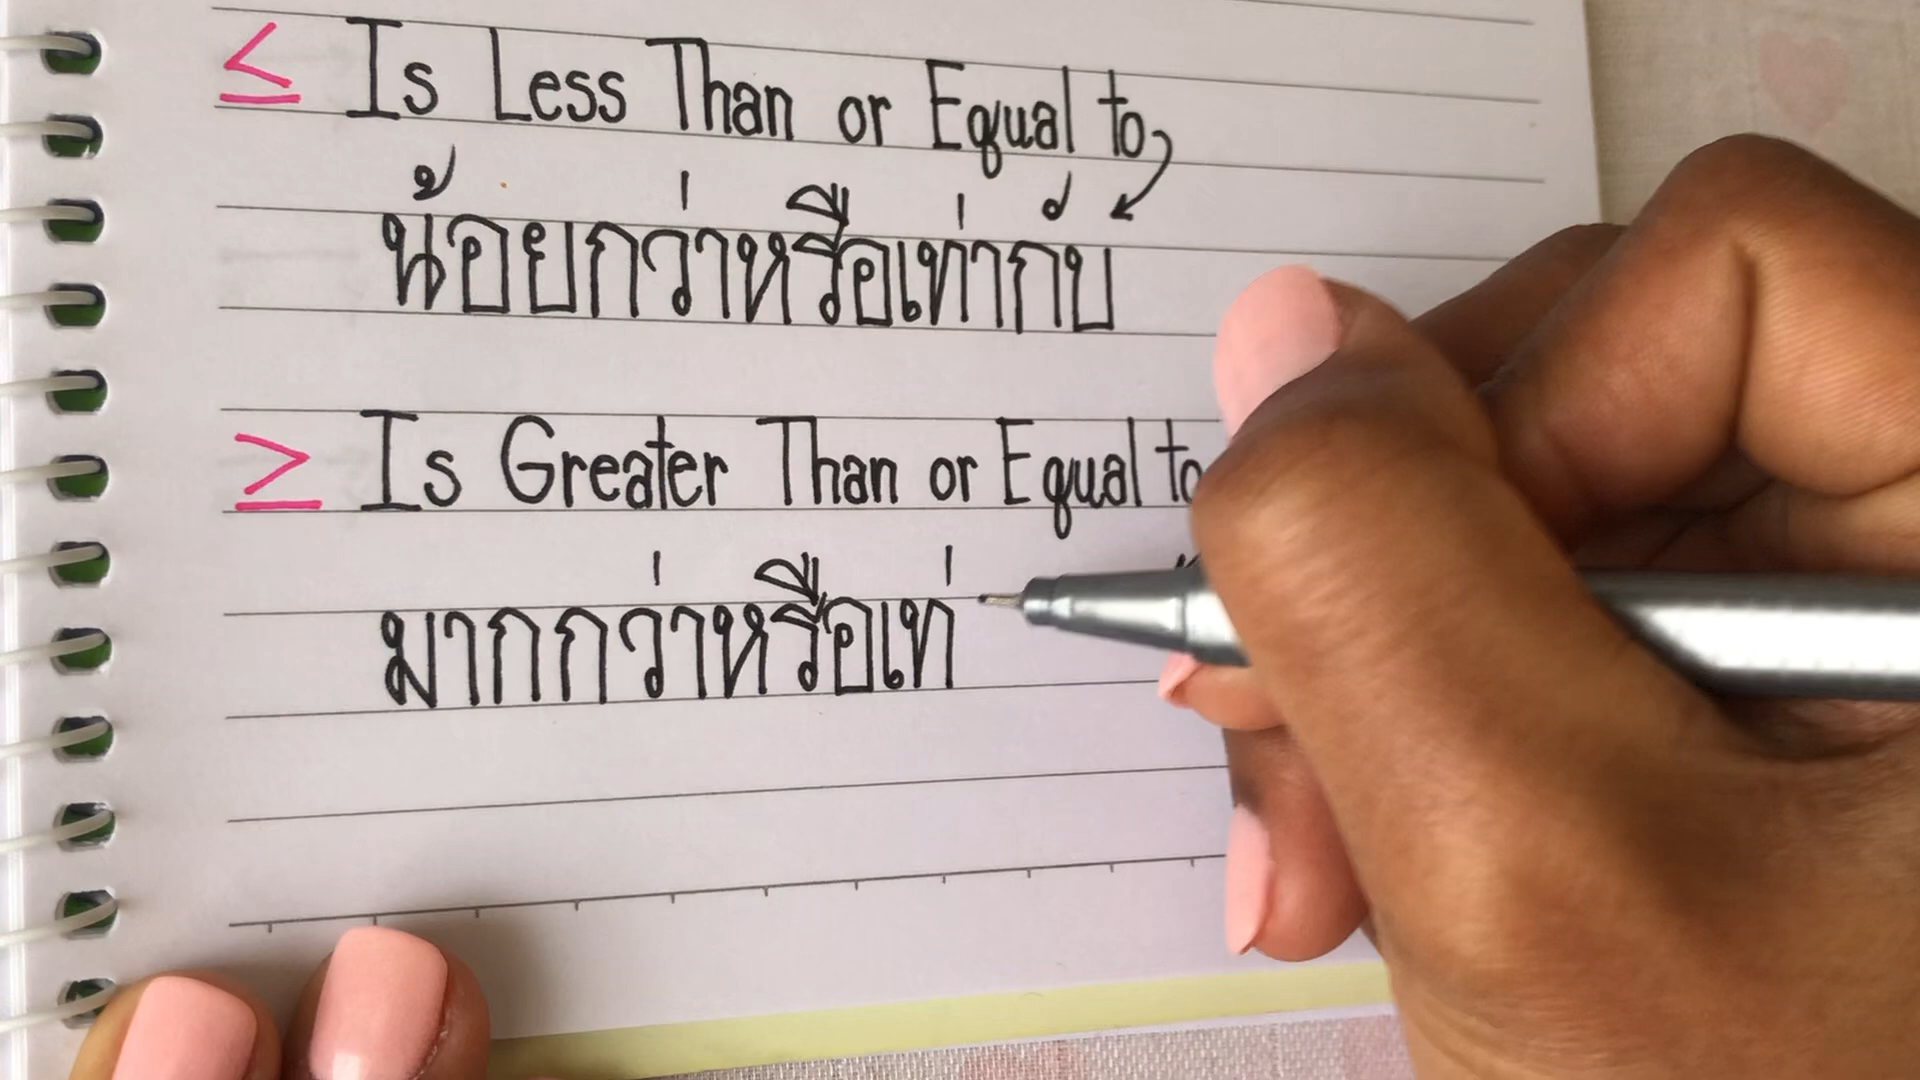 ≤ Is Less Than or Equal to
น้อยกว่าหรือเท่ากับ
≥ Is Greater Than or Equal to
มากกว่าหรือเท่